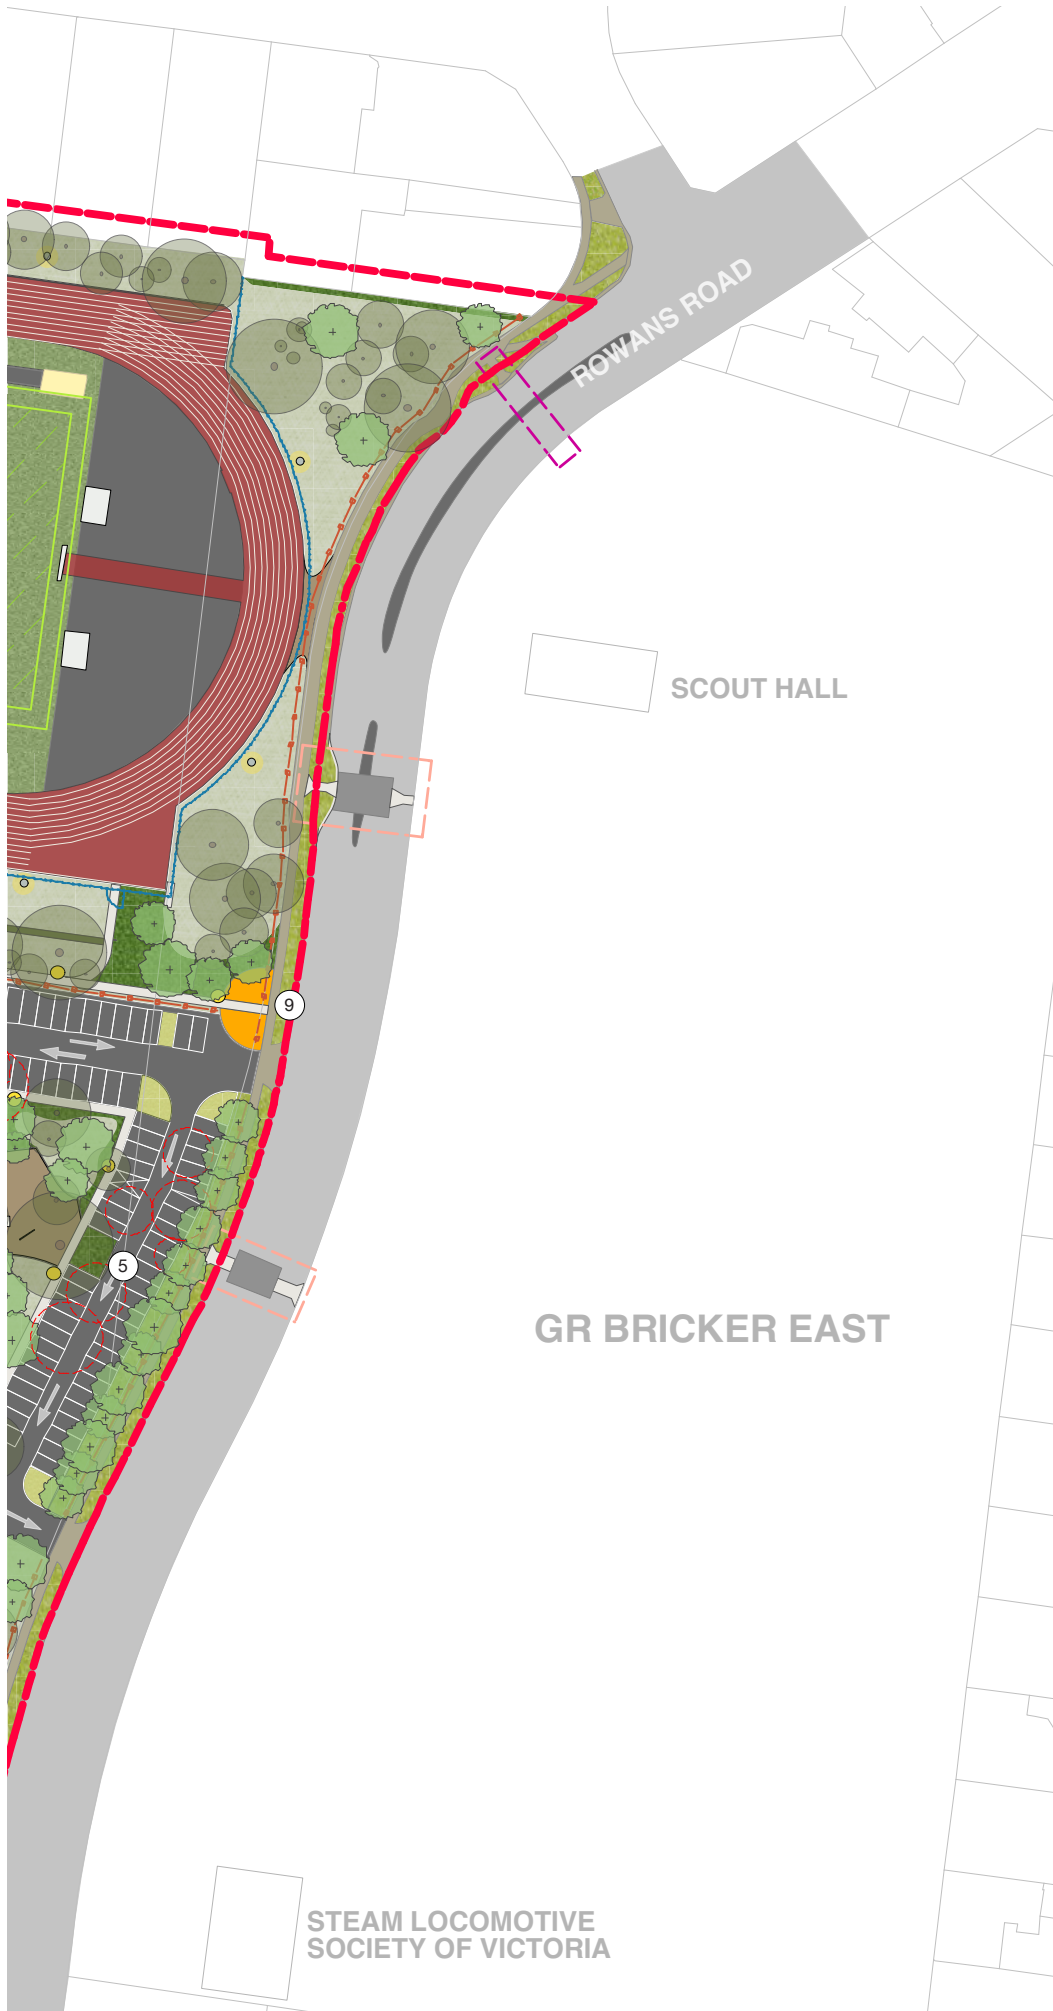 ROWANS ROAD
SCOUT HALL
9
5
GR BRICKER EAST
STEAM LOCOMOTIVE
SOCIETY OF VICTORIA